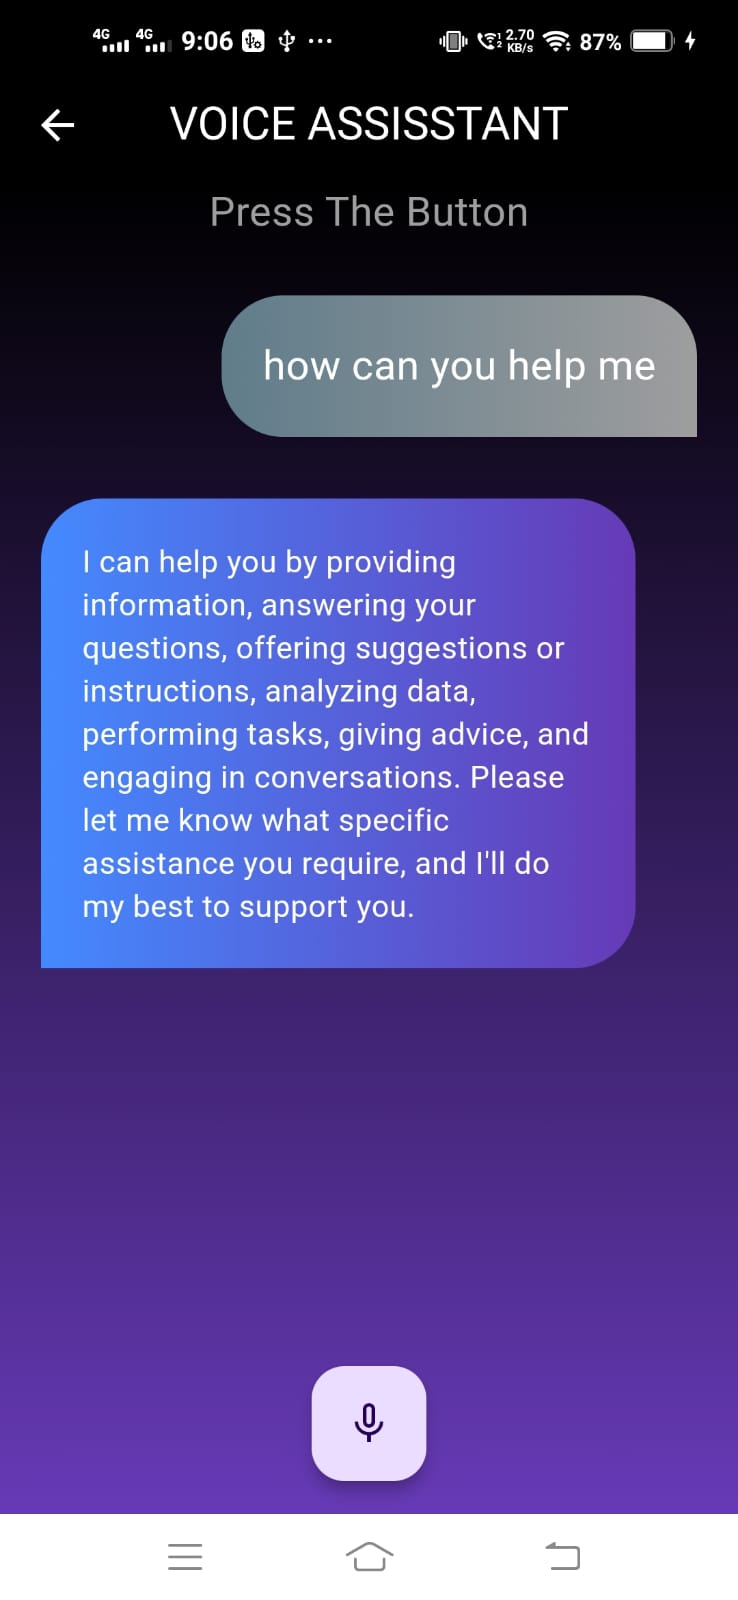 4G 4G 9:06 2.70 KB/s 87%
VOICE ASSISSTANT
Press The Button
how can you help me
I can help you by providing
information, answering your
questions, offering suggestions or
instructions, analyzing data,
performing tasks, giving advice, and
engaging in conversations. Please
let me know what specific
assistance you require, and I'll do
my best to support you.